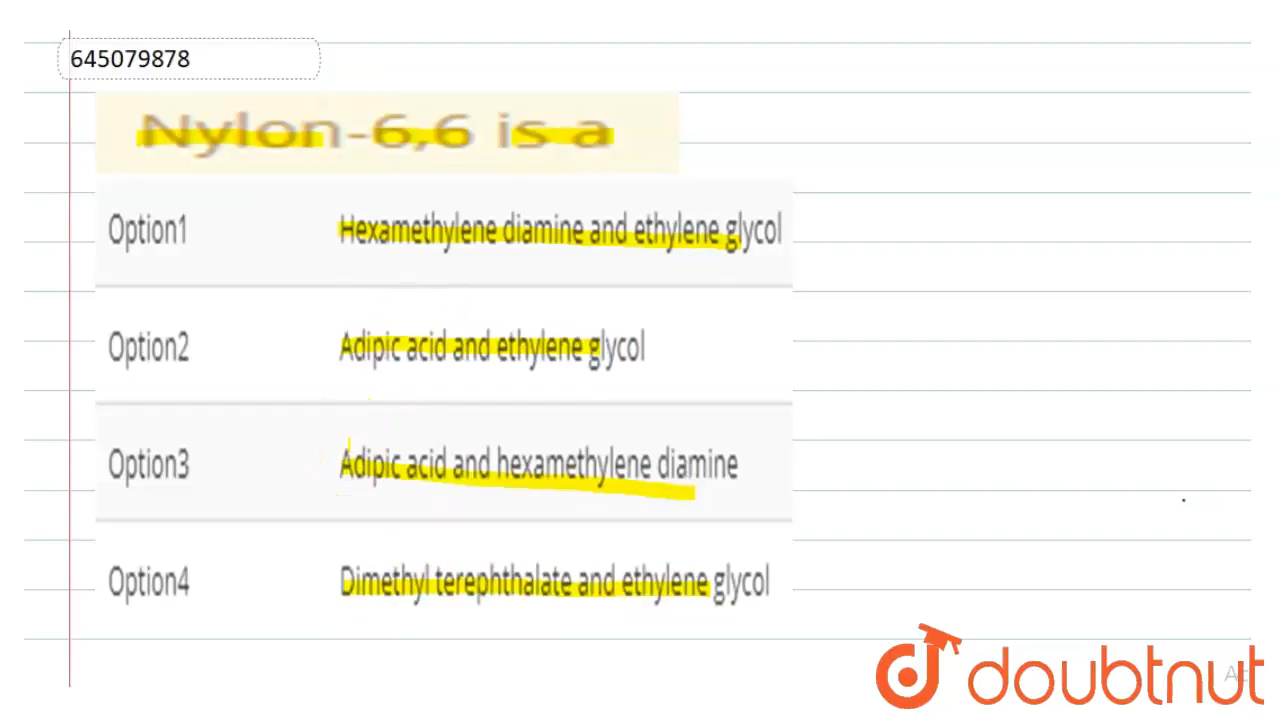 645079878
Nylon-6,6 is a
Option1 Hexamethylene diamine and ethylene glycol
Option2 Adipic acid and ethylene glycol
Option3 Adipic acid and hexamethylene diamine
Option4 Dimethyl terephthalate and ethylene glycol
doubtnut